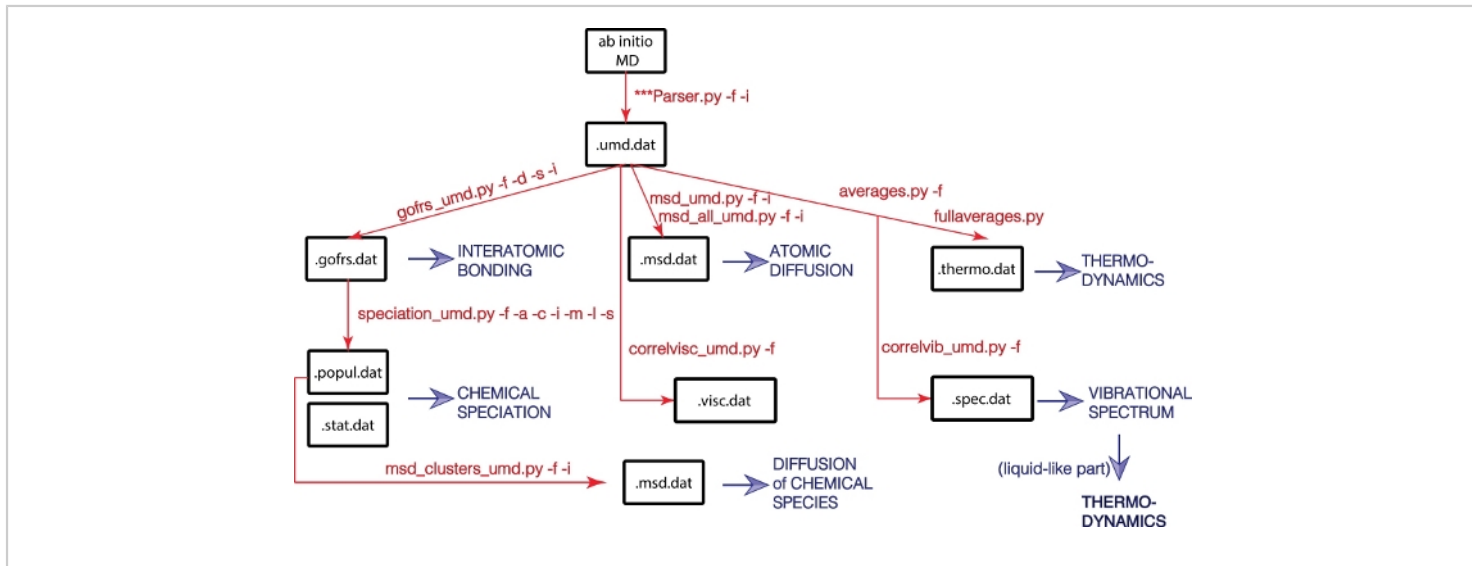 ab initio
MD
***Parser.py -f -i
.umd.dat
gofrs_umd.py -f -d -s -i
msd_umd.py -f -i
msd_all_umd.py -f -i
averages.py -f
fullaverages.py
.gofrs.dat
INTERATOMIC
BONDING
.msd.dat
ATOMIC
DIFFUSION
.thermo.dat
THERMO-
DYNAMICS
speciation_umd.py -f -a -c -i -m -l -s
correlvisc_umd.py -f
correlvib_umd.py -f
.popul.dat
.stat.dat
CHEMICAL
SPECIATION
.visc.dat
.spec.dat
VIBRATIONAL
SPECTRUM
msd_clusters_umd.py -f -i
.msd.dat
DIFFUSION
of CHEMICAL
SPECIES
(liquid-like part)
THERMO-
DYNAMICS